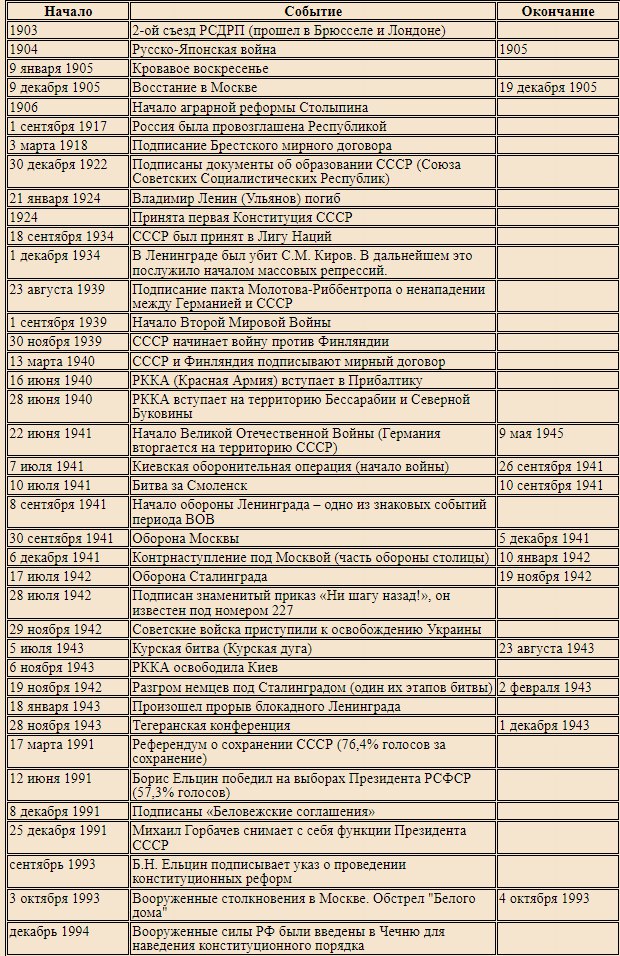 Начало Событие Окончание
1903 2-ой съезд РСДРП (прошел в Брюсселе и Лондоне)
1904 Русско-Японская война 1905
9 января 1905 Кровавое воскресенье
9 декабря 1905 Восстание в Москве 19 декабря 1905
1906 Начало аграрной реформы Столыпина
1 сентября 1917 Россия была провозглашена Республикой
3 марта 1918 Подписание Брестского мирного договора
30 декабря 1922 Подписаны документы об образовании СССР (Союза
Советских Социалистических Республик)
21 января 1924 Владимир Ленин (Ульянов) погиб
1924 Принята первая Конституция СССР
18 сентября 1934 СССР был принят в Лигу Наций
1 декабря 1934 В Ленинграде был убит С.М. Киров. В дальнейшем это
послужило началом массовых репрессий.
23 августа 1939 Подписание пакта Молотова-Риббентропа о ненападении
между Германией и СССР
1 сентября 1939 Начало Второй Мировой Войны
30 ноября 1939 СССР начинает войну против Финляндии
13 марта 1940 СССР и Финляндия подписывают мирный договор
16 июня 1940 РККА (Красная Армия) вступает в Прибалтику
28 июня 1940 РККА вступает на территорию Бессарабии и Северной
Буковины
22 июня 1941 Начало Великой Отечественной Войны (Германия 9 мая 1945
вторгается на территорию СССР)
7 июля 1941 Киевская оборонительная операция (начало войны) 26 сентября 1941
10 июля 1941 Битва за Смоленск 10 сентября 1941
8 сентября 1941 Начало обороны Ленинграда – одно из знаковых событий
периода ВОВ
30 сентября 1941 Оборона Москвы 5 декабря 1941
6 декабря 1941 Контрнаступление под Москвой (часть обороны столицы) 10 января 1942
17 июля 1942 Оборона Сталинграда 19 ноября 1942
28 июля 1942 Подписан знаменитый приказ «Ни шагу назад!», он
известен под номером 227
29 ноября 1942 Советские войска приступили к освобождению Украины
5 июля 1943 Курская битва (Курская дуга) 23 августа 1943
6 ноября 1943 РККА освободила Киев
19 ноября 1942 Разгром немцев под Сталинградом (один их этапов битвы) 2 февраля 1943
18 января 1943 Произошел прорыв блокадного Ленинграда
28 ноября 1943 Тегеранская конференция 1 декабря 1943
17 марта 1991 Референдум о сохранении СССР (76,4% голосов за
сохранение)
12 июня 1991 Борис Ельцин победил на выборах Президента РСФСР
(57,3% голосов)
8 декабря 1991 Подписаны «Беловежские соглашения»
25 декабря 1991 Михаил Горбачев снимает с себя функции Президента
СССР
сентябрь 1993 Б.Н. Ельцин подписывает указ о проведении
конституционных реформ
3 октября 1993 Вооруженные столкновения в Москве. Обстрел "Белого 4 октября 1993
дома"
декабрь 1994 Вооруженные силы РФ были введены в Чечню для
наведения конституционного порядка